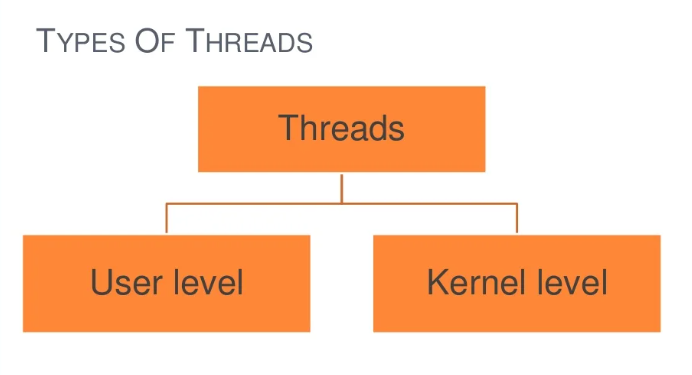 TYPES OF THREADS
Threads
User level
Kernel level